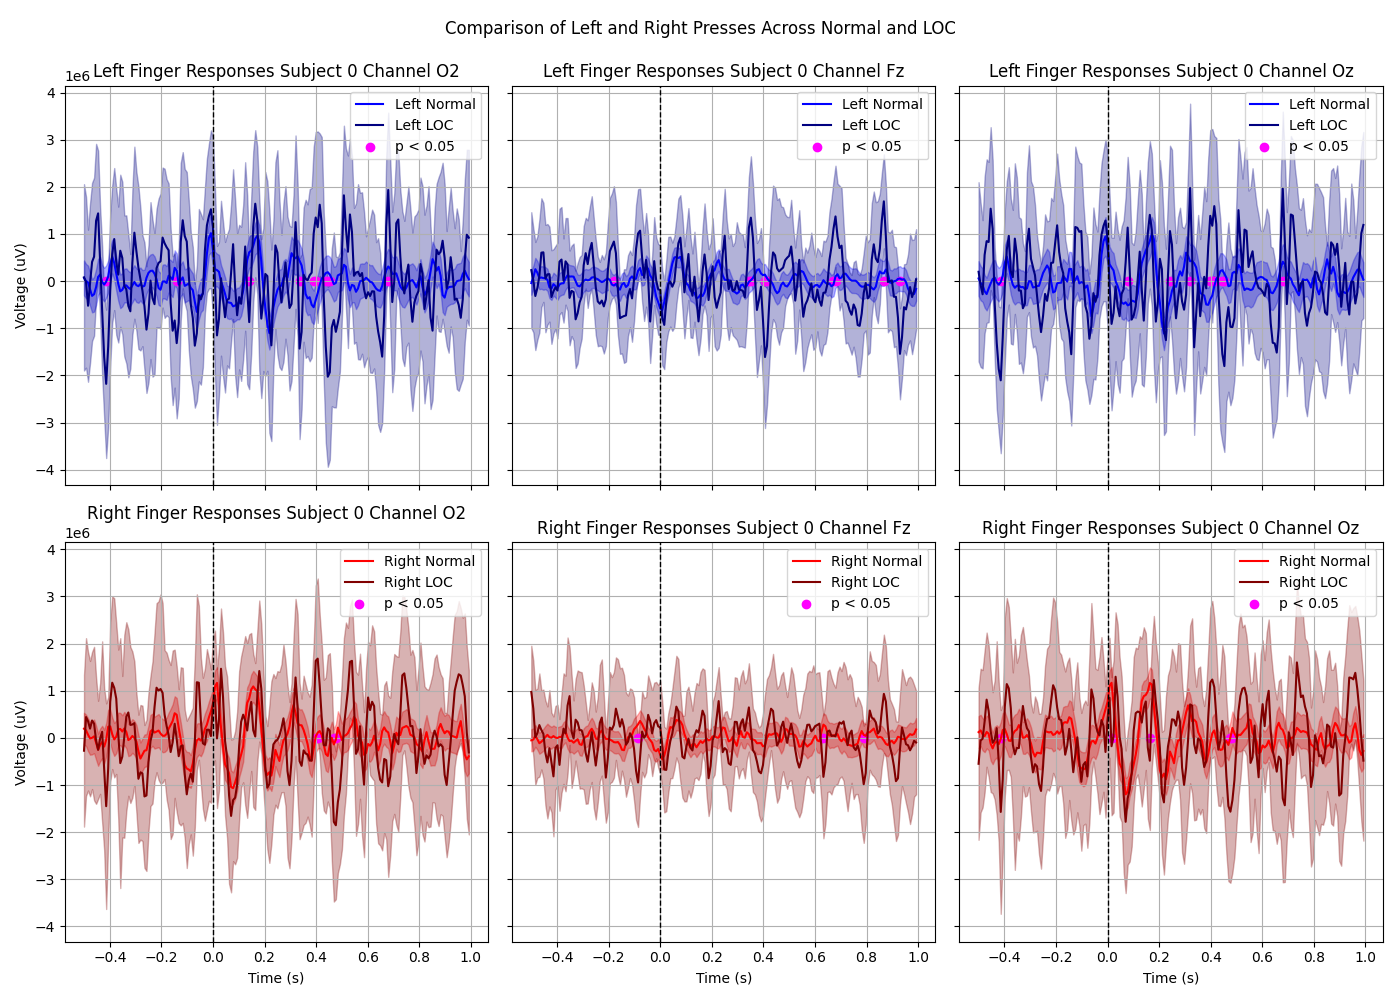 Comparison of Left and Right Presses Across Normal and LOC
1e6
Left Finger Responses Subject 0 Channel O2
Left Finger Responses Subject 0 Channel Fz
Left Finger Responses Subject 0 Channel Oz
Left Normal
Left LOC
p < 0.05
Left Normal
Left LOC
p < 0.05
Left Normal
Left LOC
p < 0.05
Voltage (uV)
4
3
2
1
0
−1
−2
−3
−4
Right Finger Responses Subject 0 Channel O2
Right Finger Responses Subject 0 Channel Fz
Right Finger Responses Subject 0 Channel Oz
1e6
Right Normal
Right LOC
p < 0.05
Right Normal
Right LOC
p < 0.05
Right Normal
Right LOC
p < 0.05
Voltage (uV)
4
3
2
1
0
−1
−2
−3
−4
−0.4 −0.2 0.0 0.2 0.4 0.6 0.8 1.0
−0.4 −0.2 0.0 0.2 0.4 0.6 0.8 1.0
−0.4 −0.2 0.0 0.2 0.4 0.6 0.8 1.0
Time (s)
Time (s)
Time (s)